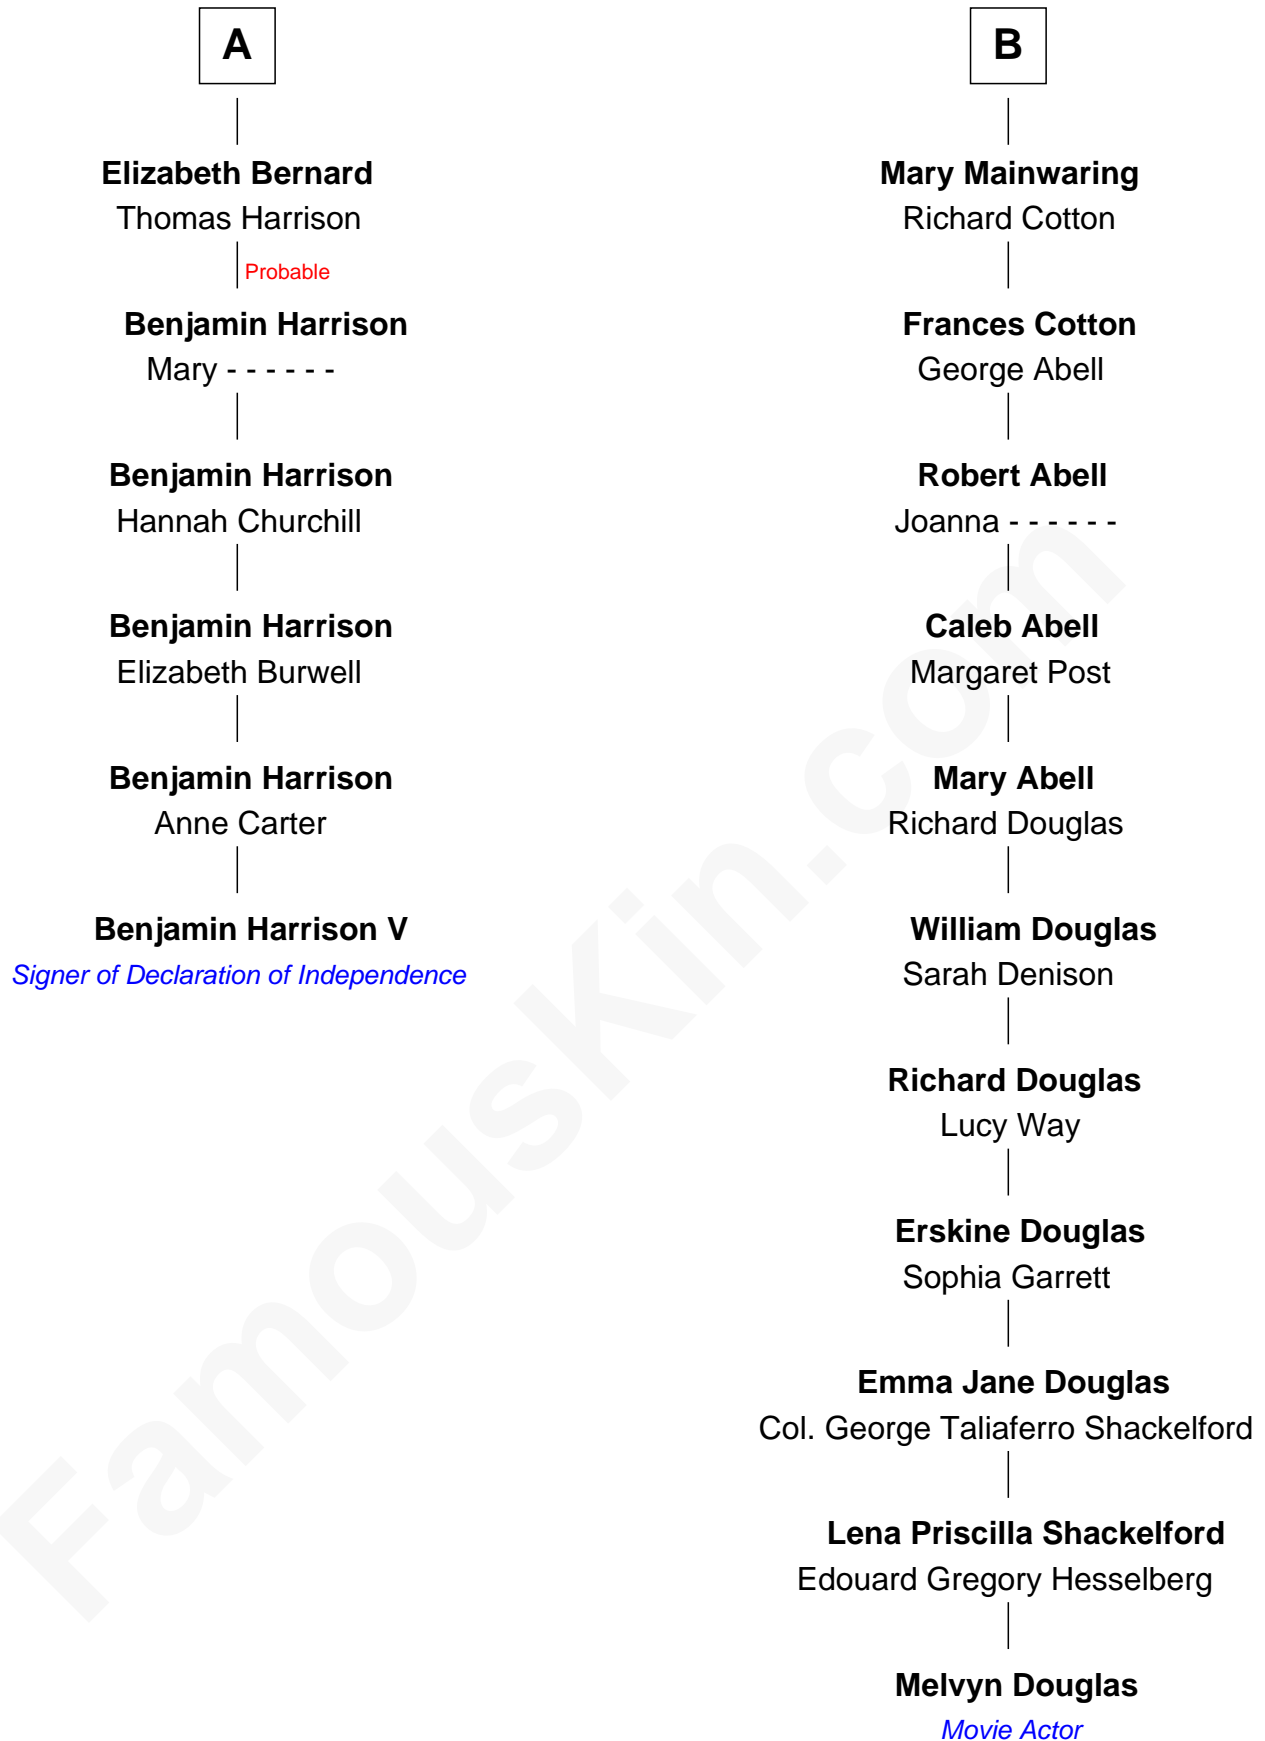 A
Elizabeth Bernard
Thomas Harrison
Probable
Benjamin Harrison
Mary - - - - - -
Benjamin Harrison
Hannah Churchill
Benjamin Harrison
Elizabeth Burwell
Benjamin Harrison
Anne Carter
Benjamin Harrison V
Signer of Declaration of Independence
B
Mary Mainwaring
Richard Cotton
Frances Cotton
George Abell
Robert Abell
Joanna - - - - - -
Caleb Abell
Margaret Post
Mary Abell
Richard Douglas
William Douglas
Sarah Denison
Richard Douglas
Lucy Way
Erskine Douglas
Sophia Garrett
Emma Jane Douglas
Col. George Taliaferro Shackelford
Lena Priscilla Shackelford
Edouard Gregory Hesselberg
Melvyn Douglas
Movie Actor
FamousKin.com